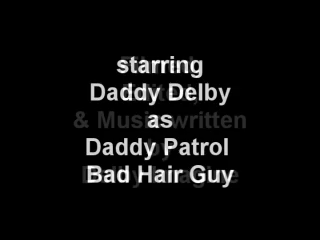 starring
Daddy Delby
& Music written
as
Daddy Patrol
Bad Hair Guy